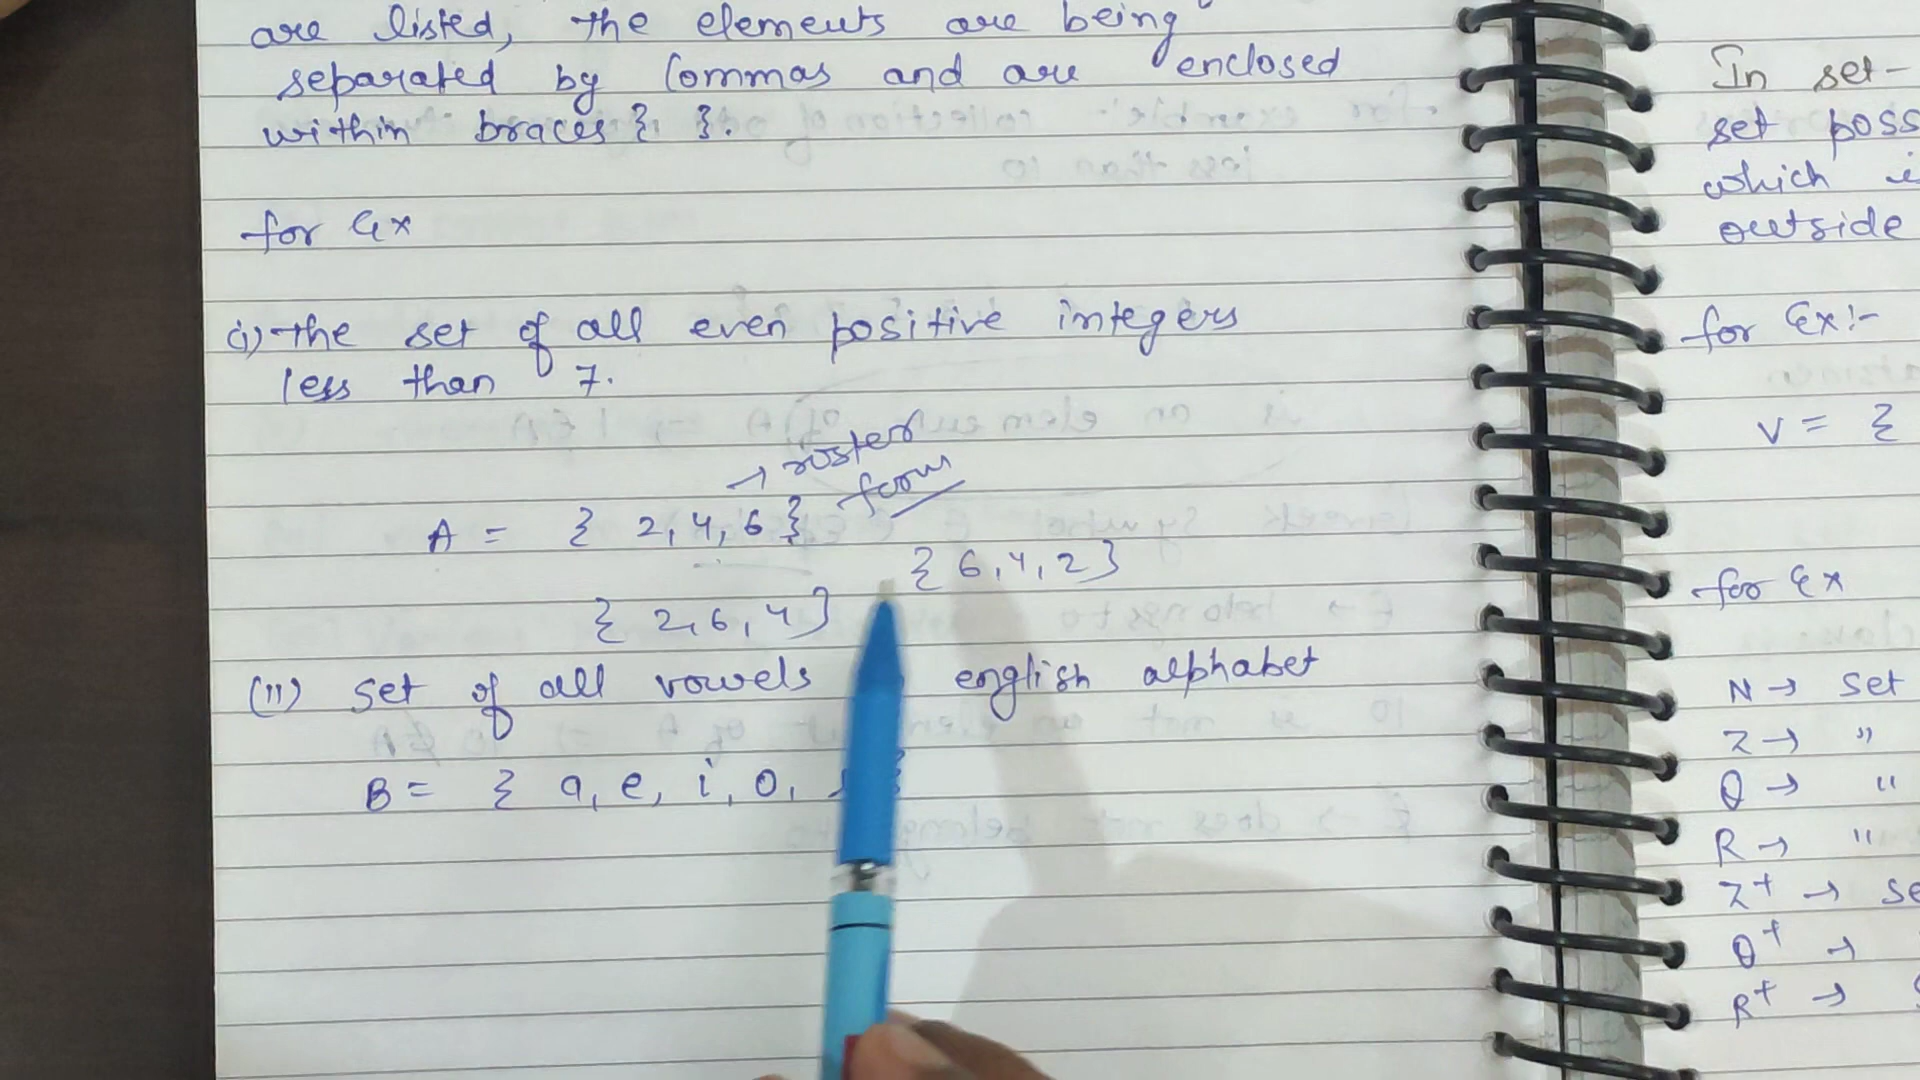 are listed, the elements are being
separated by Commas and are enclosed
within braces { }.
for Ex
(i) the set of all even positive integers
less than 7.
→ roster
form
A = { 2, 4, 6 }
{ 6, 4, 2 }
{ 2, 6, 4 }
(ii) set of all vowels english alphabet
B = { a, e, i, o,
In set-
set poss
which i
outside
for Ex:-
V = {
for Ex
N → set
Z → "
Q → "
R → "
Z+ → se
Q+ →
R+ →